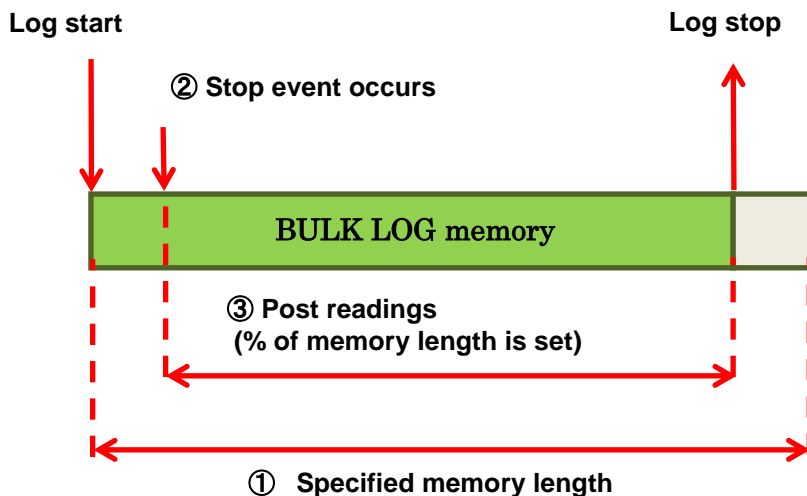 Log start
Log stop
② Stop event occurs
BULK LOG memory
③ Post readings
(% of memory length is set)
① Specified memory length